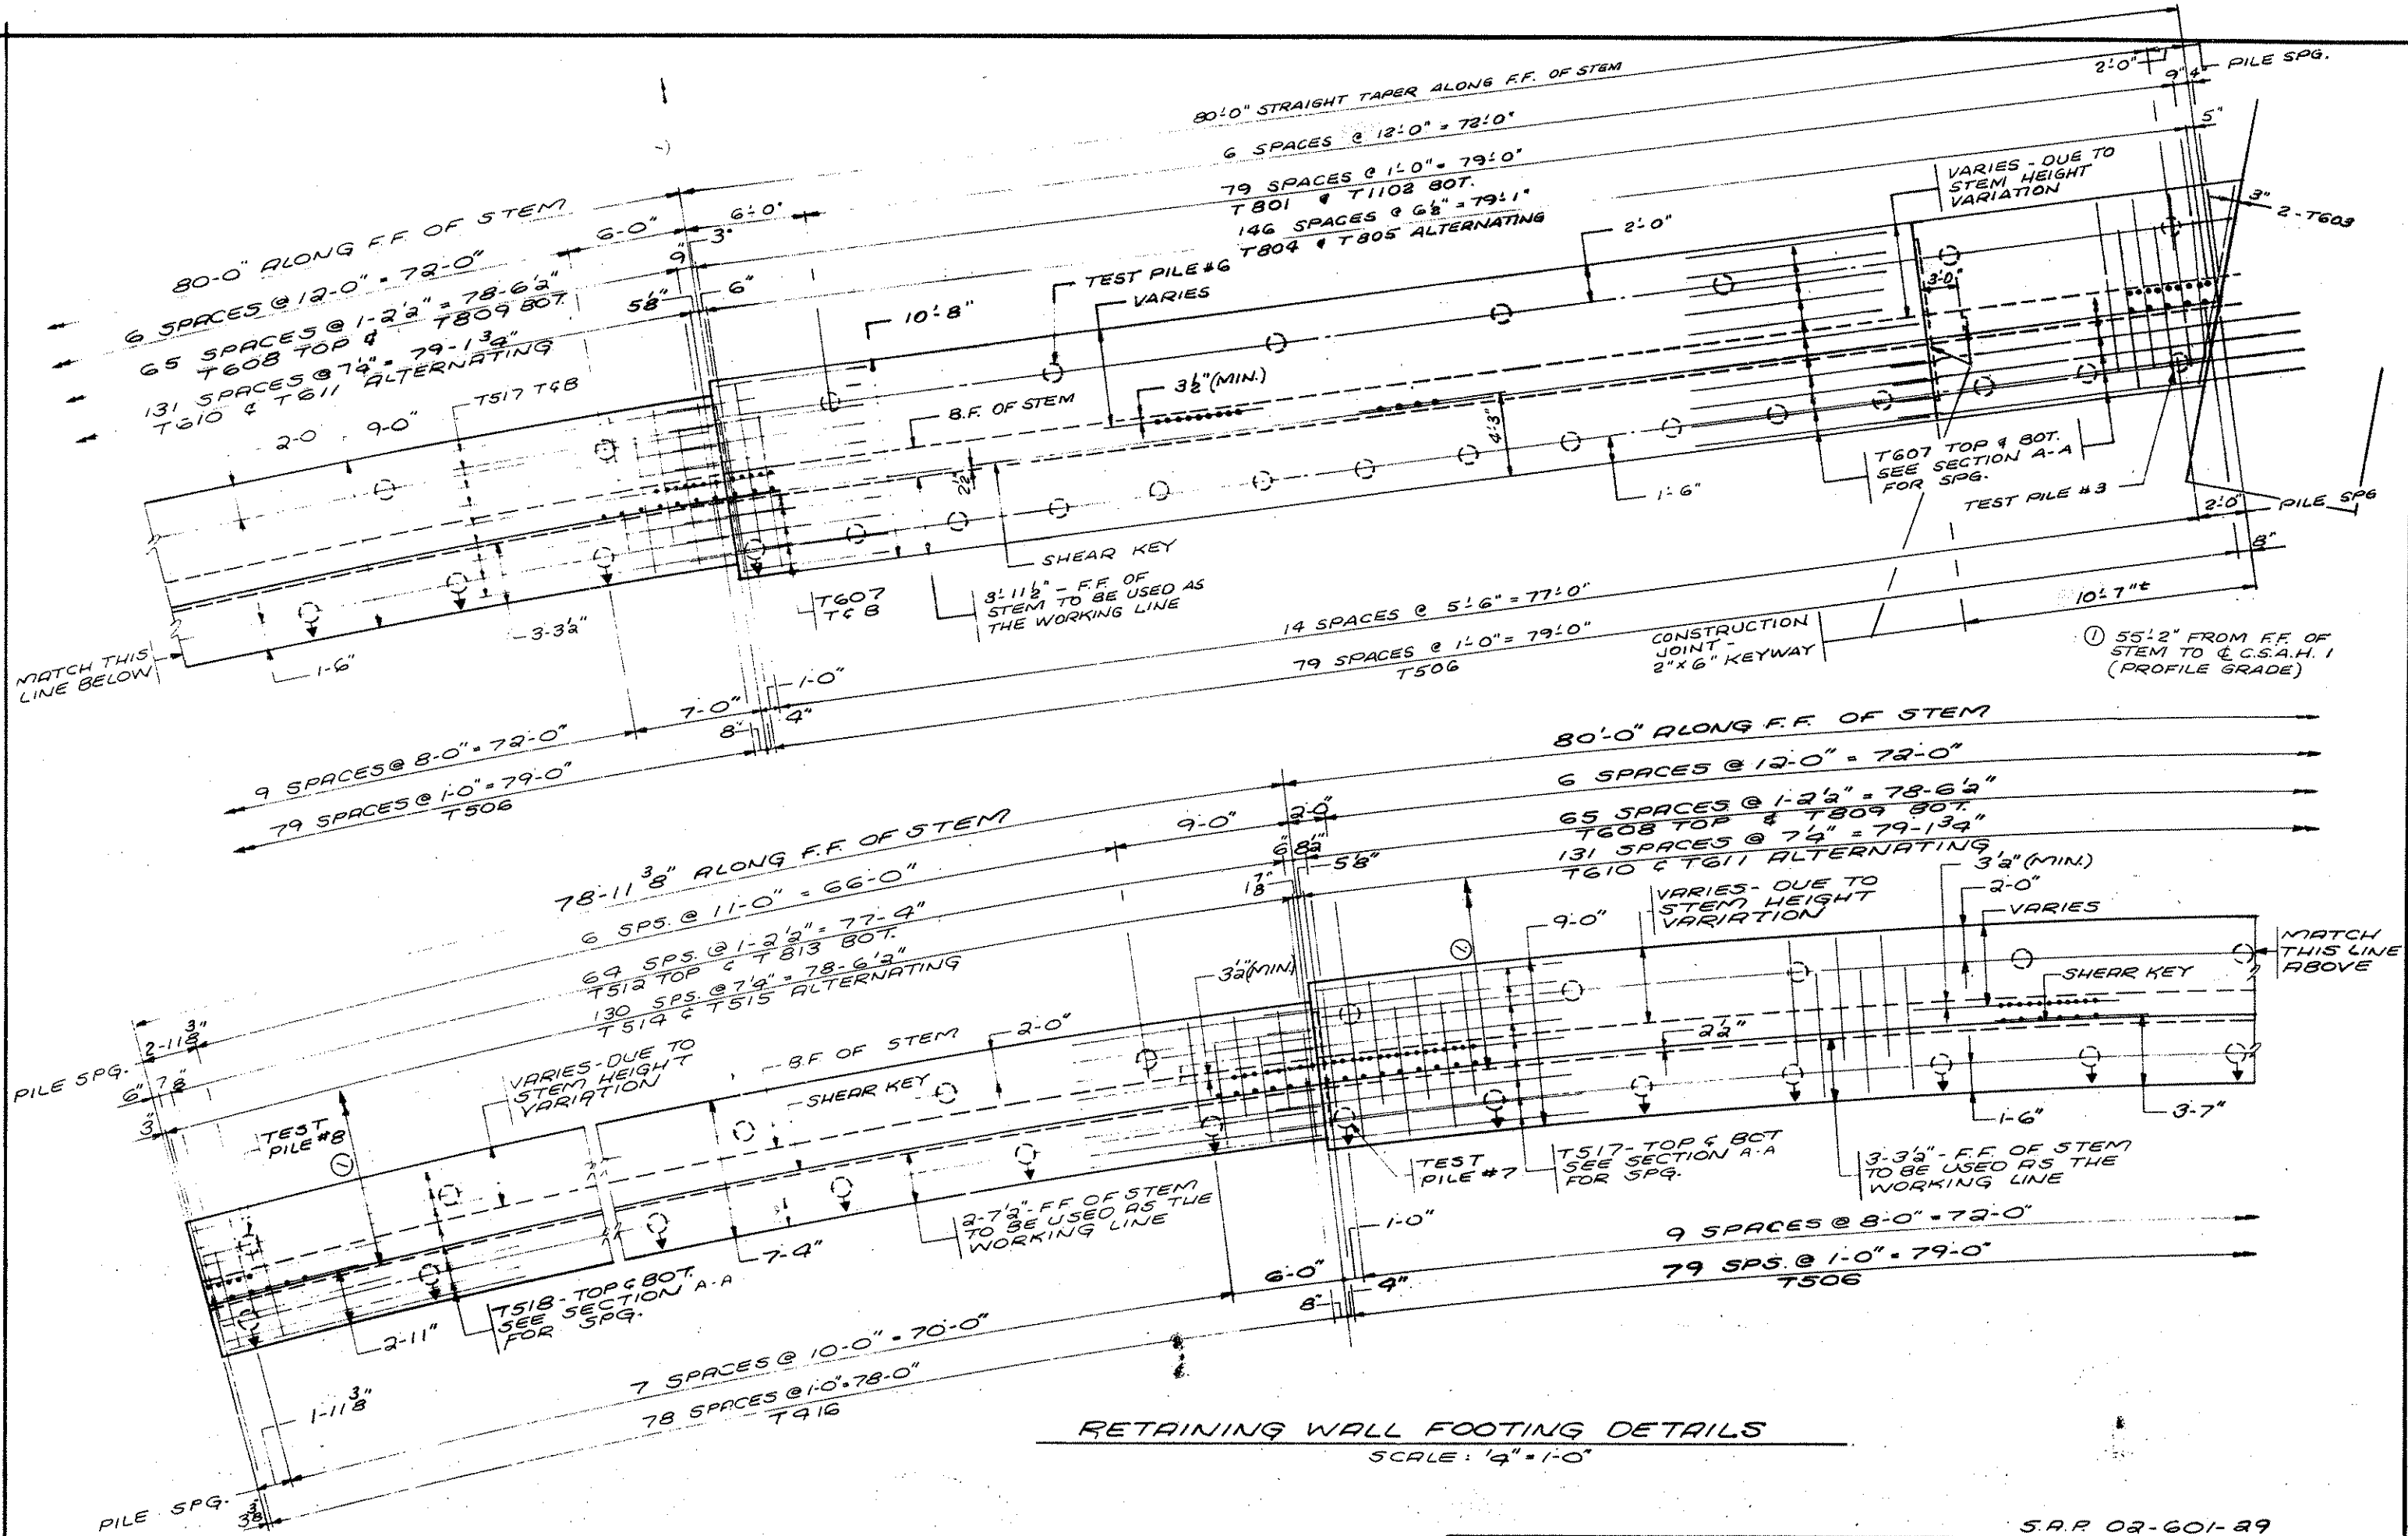 80'-0" STRAIGHT TAPER ALONG F.F. OF STEM
2'-0"
1"
9"
4"
PILE SPG.
6 SPACES @ 12'-0" = 72'-0"
5"
79 SPACES @ 1'-0" = 79'-0"
T801 & T1102 BOT.
146 SPACES @ 6½" = 79'-1"
T804 & T805 ALTERNATING
VARIES - DUE TO
STEM HEIGHT
VARIATION
3"
2-T603
80-0" ALONG F.F. OF STEM
6-0"
6'-0"
6 SPACES @ 12-0" = 72-0"
9"
3"
65 SPACES @ 1-2½" = 78-6½"
T608 TOP & T809 BOT.
5⅛"
6"
131 SPACES @ 7¼" = 79-1¾"
T610 & T611 ALTERNATING
T517 T&B
2-0
9-0"
TEST PILE #6
VARIES
10'-8"
2'-0"
3½" (MIN.)
B.F. OF STEM
3'-0"
4'-3"
2½"
T607 TOP & BOT.
SEE SECTION A-A
FOR SPG.
1'-6"
TEST PILE #3
2'-0"
PILE SPG
8"
SHEAR KEY
T607
T&B
3'-11½" - F.F. OF
STEM TO BE USED AS
THE WORKING LINE
3-3½"
MATCH THIS
LINE BELOW
1-6"
14 SPACES @ 5'-6" = 77'-0"
79 SPACES @ 1'-0" = 79'-0"
T506
CONSTRUCTION
JOINT -
2" x 6" KEYWAY
10'-7"±
① 55'-2" FROM F.F. OF
STEM TO ℄ C.S.A.H. 1
(PROFILE GRADE)
7-0"
1-0"
8"
4"
9 SPACES @ 8-0" = 72-0"
79 SPACES @ 1-0" = 79-0"
T506
80'-0" ALONG F.F. OF STEM
6 SPACES @ 12-0" = 72-0"
65 SPACES @ 1-2½" = 78-6½"
T608 TOP & T809 BOT.
131 SPACES @ 7¼" = 79-1¾"
T610 & T611 ALTERNATING
78-11⅜" ALONG F.F. OF STEM
9-0"
2-0"
6 SPS. @ 11-0" = 66-0"
6"
8½"
64 SPS. @ 1-2½" = 77-4"
T512 TOP & T813 BOT.
1⅞"
5⅛"
130 SPS. @ 7¼" = 78-6½"
T514 & T515 ALTERNATING
3½" (MIN.)
2-0"
VARIES
VARIES - DUE TO
STEM HEIGHT
VARIATION
9-0"
①
MATCH
THIS LINE
ABOVE
SHEAR KEY
3½" (MIN.)
2-0"
B.F. OF STEM
2½"
2-11⅜"
PILE SPG.
6"
⅞"
3"
VARIES-DUE TO
STEM HEIGHT
VARIATION
SHEAR KEY
TEST
PILE #8
①
1-6"
3-7"
TEST
PILE #7
T517-TOP & BOT
SEE SECTION A-A
FOR SPG.
3-3½" - F.F. OF STEM
TO BE USED AS THE
WORKING LINE
2-7½"-F.F. OF STEM
TO BE USED AS THE
WORKING LINE
7-4"
T518-TOP & BOT.
SEE SECTION A-A
FOR SPG.
2-11"
1-0"
9 SPACES @ 8-0" = 72-0"
79 SPS. @ 1-0" = 79-0"
T506
6-0"
8"
4"
1-11⅜"
7 SPACES @ 10-0" = 70-0"
78 SPACES @ 1-0" = 78-0"
T416
PILE SPG.
3⅜"
RETAINING WALL FOOTING DETAILS
SCALE: ¼" = 1-0"
S.A.P. 02-601-29